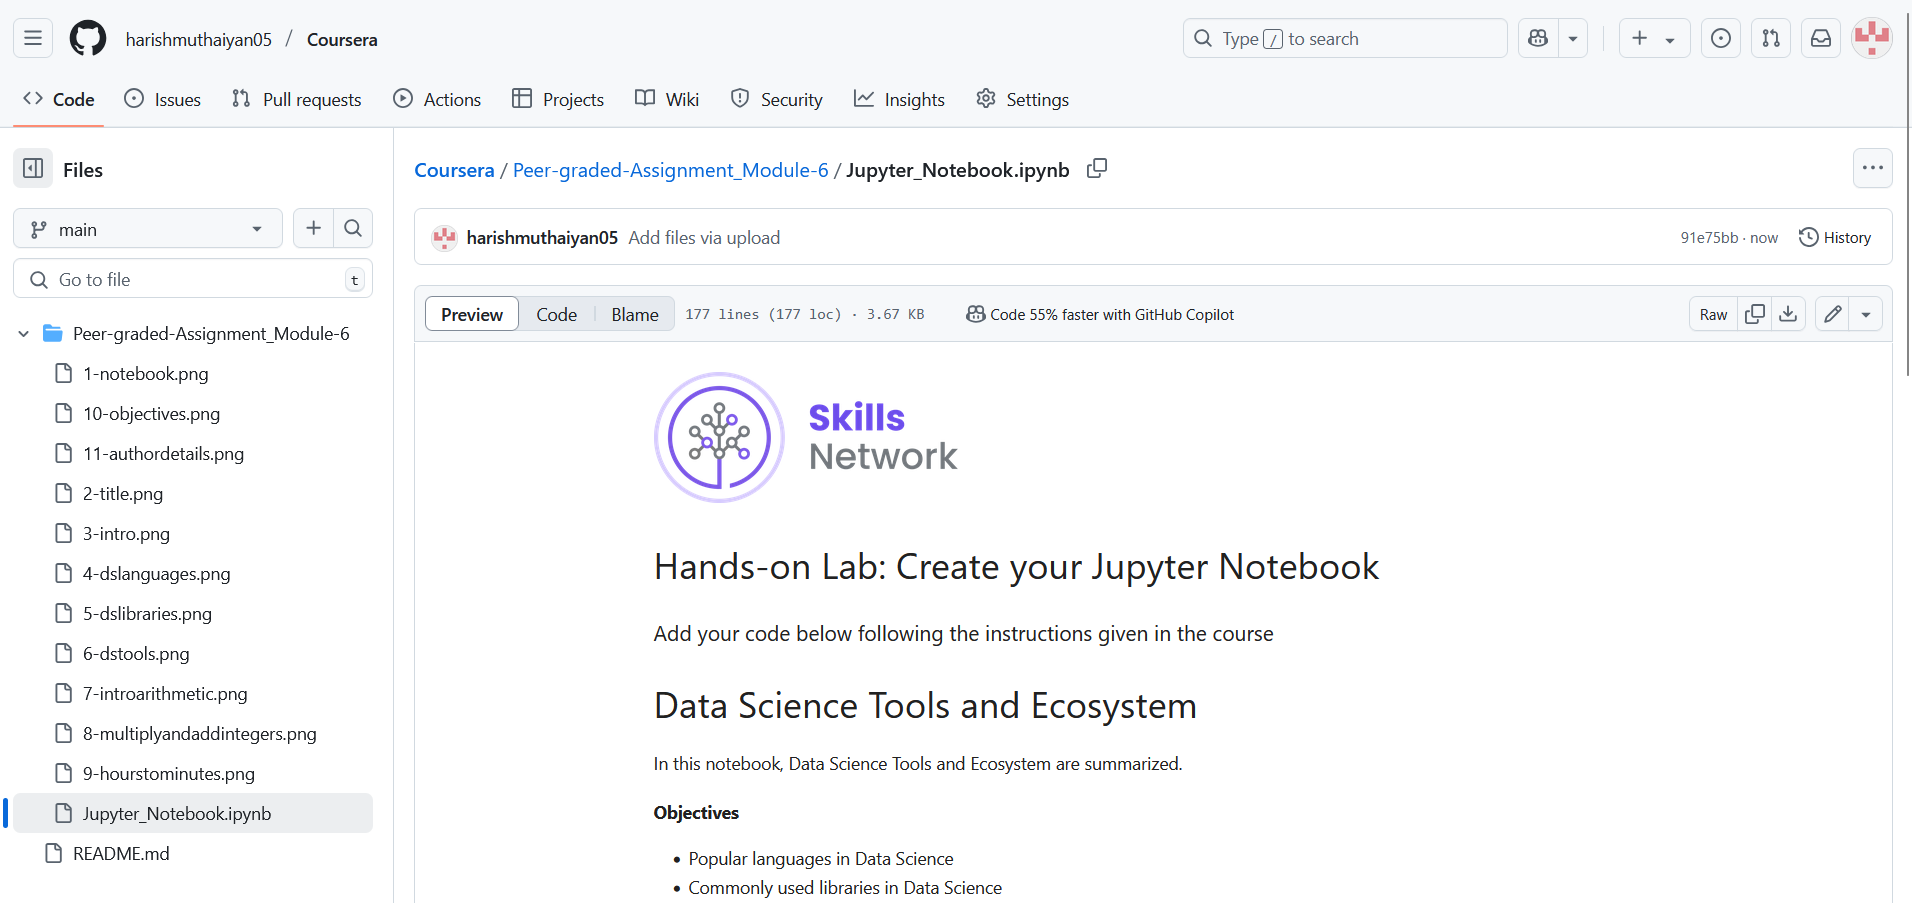 harishmuthaiyan05 / Coursera
Type / to search
Code
Issues
Pull requests
Actions
Projects
Wiki
Security
Insights
Settings
Files
main
Go to file
t
Peer-graded-Assignment_Module-6
1-notebook.png
10-objectives.png
11-authordetails.png
2-title.png
3-intro.png
4-dslanguages.png
5-dslibraries.png
6-dstools.png
7-introarithmetic.png
8-multiplyandaddintegers.png
9-hourstominutes.png
Jupyter_Notebook.ipynb
README.md
Coursera / Peer-graded-Assignment_Module-6 / Jupyter_Notebook.ipynb
harishmuthaiyan05 Add files via upload
91e75bb · now
History
Preview
Code
Blame
177 lines (177 loc) · 3.67 KB
Code 55% faster with GitHub Copilot
Raw
Skills
Network
Hands-on Lab: Create your Jupyter Notebook
Add your code below following the instructions given in the course
Data Science Tools and Ecosystem
In this notebook, Data Science Tools and Ecosystem are summarized.
Objectives
• Popular languages in Data Science
• Commonly used libraries in Data Science